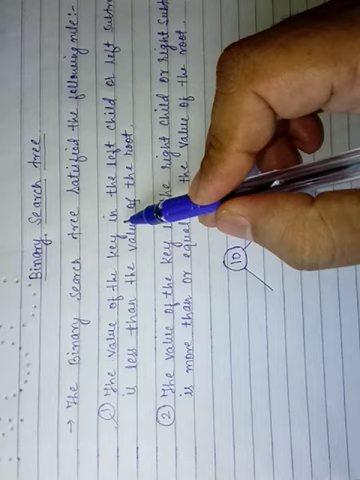 Binary Search tree
→ The Binary Search tree satisfied the following rule:-
① The value of the key in the left child or left subtr
is less than the value of the root.
② The value of the key the right child or right subt
is more than or equal the value of the root.
10